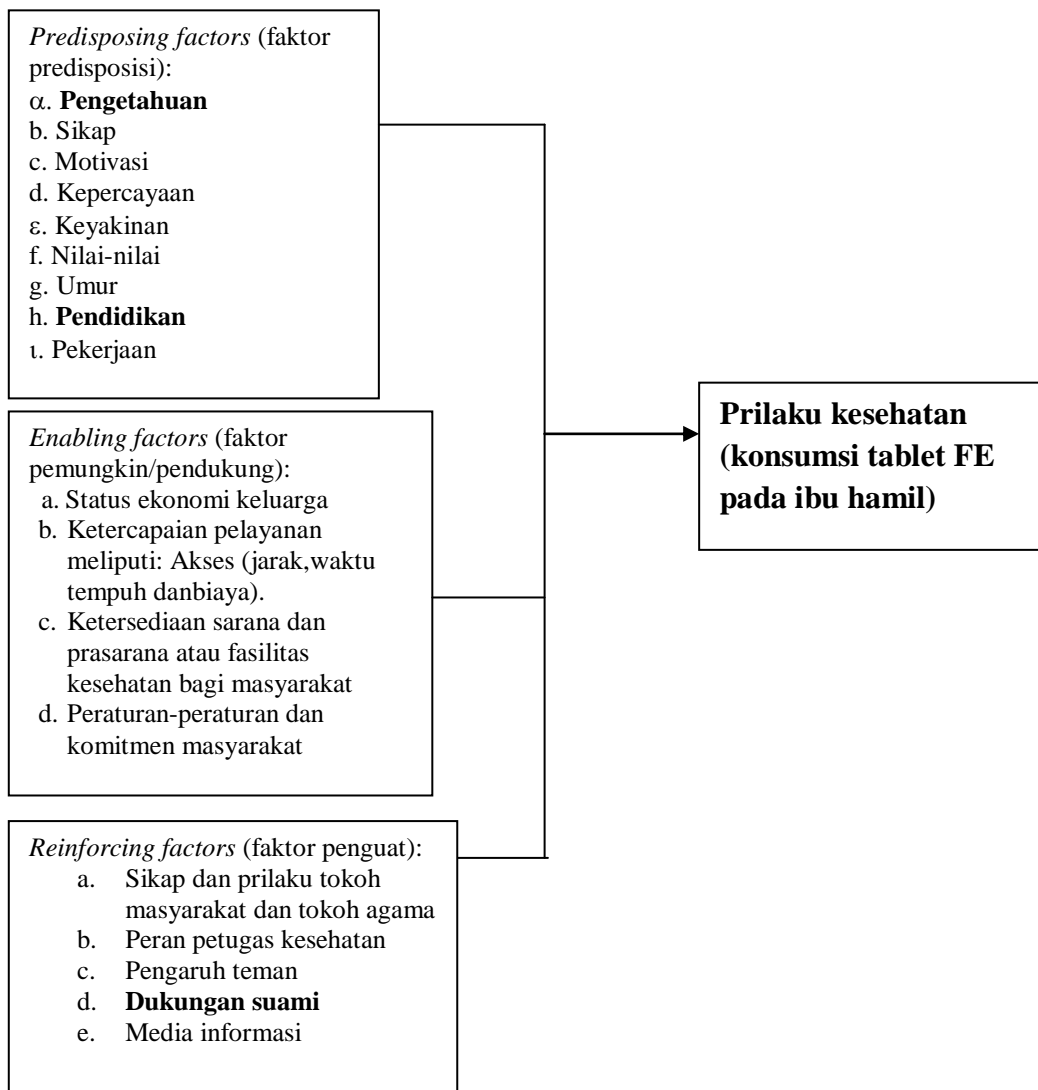 Predisposing factors (faktor
predisposisi):
α. Pengetahuan
b. Sikap
c. Motivasi
d. Kepercayaan
ε. Keyakinan
f. Nilai-nilai
g. Umur
h. Pendidikan
ι. Pekerjaan
Enabling factors (faktor
pemungkin/pendukung):
a. Status ekonomi keluarga
b. Ketercapaian pelayanan
meliputi: Akses (jarak,waktu
tempuh danbiaya).
c. Ketersediaan sarana dan
prasarana atau fasilitas
kesehatan bagi masyarakat
d. Peraturan-peraturan dan
komitmen masyarakat
Reinforcing factors (faktor penguat):
a. Sikap dan prilaku tokoh
masyarakat dan tokoh agama
b. Peran petugas kesehatan
c. Pengaruh teman
d. Dukungan suami
e. Media informasi
Prilaku kesehatan
(konsumsi tablet FE
pada ibu hamil)